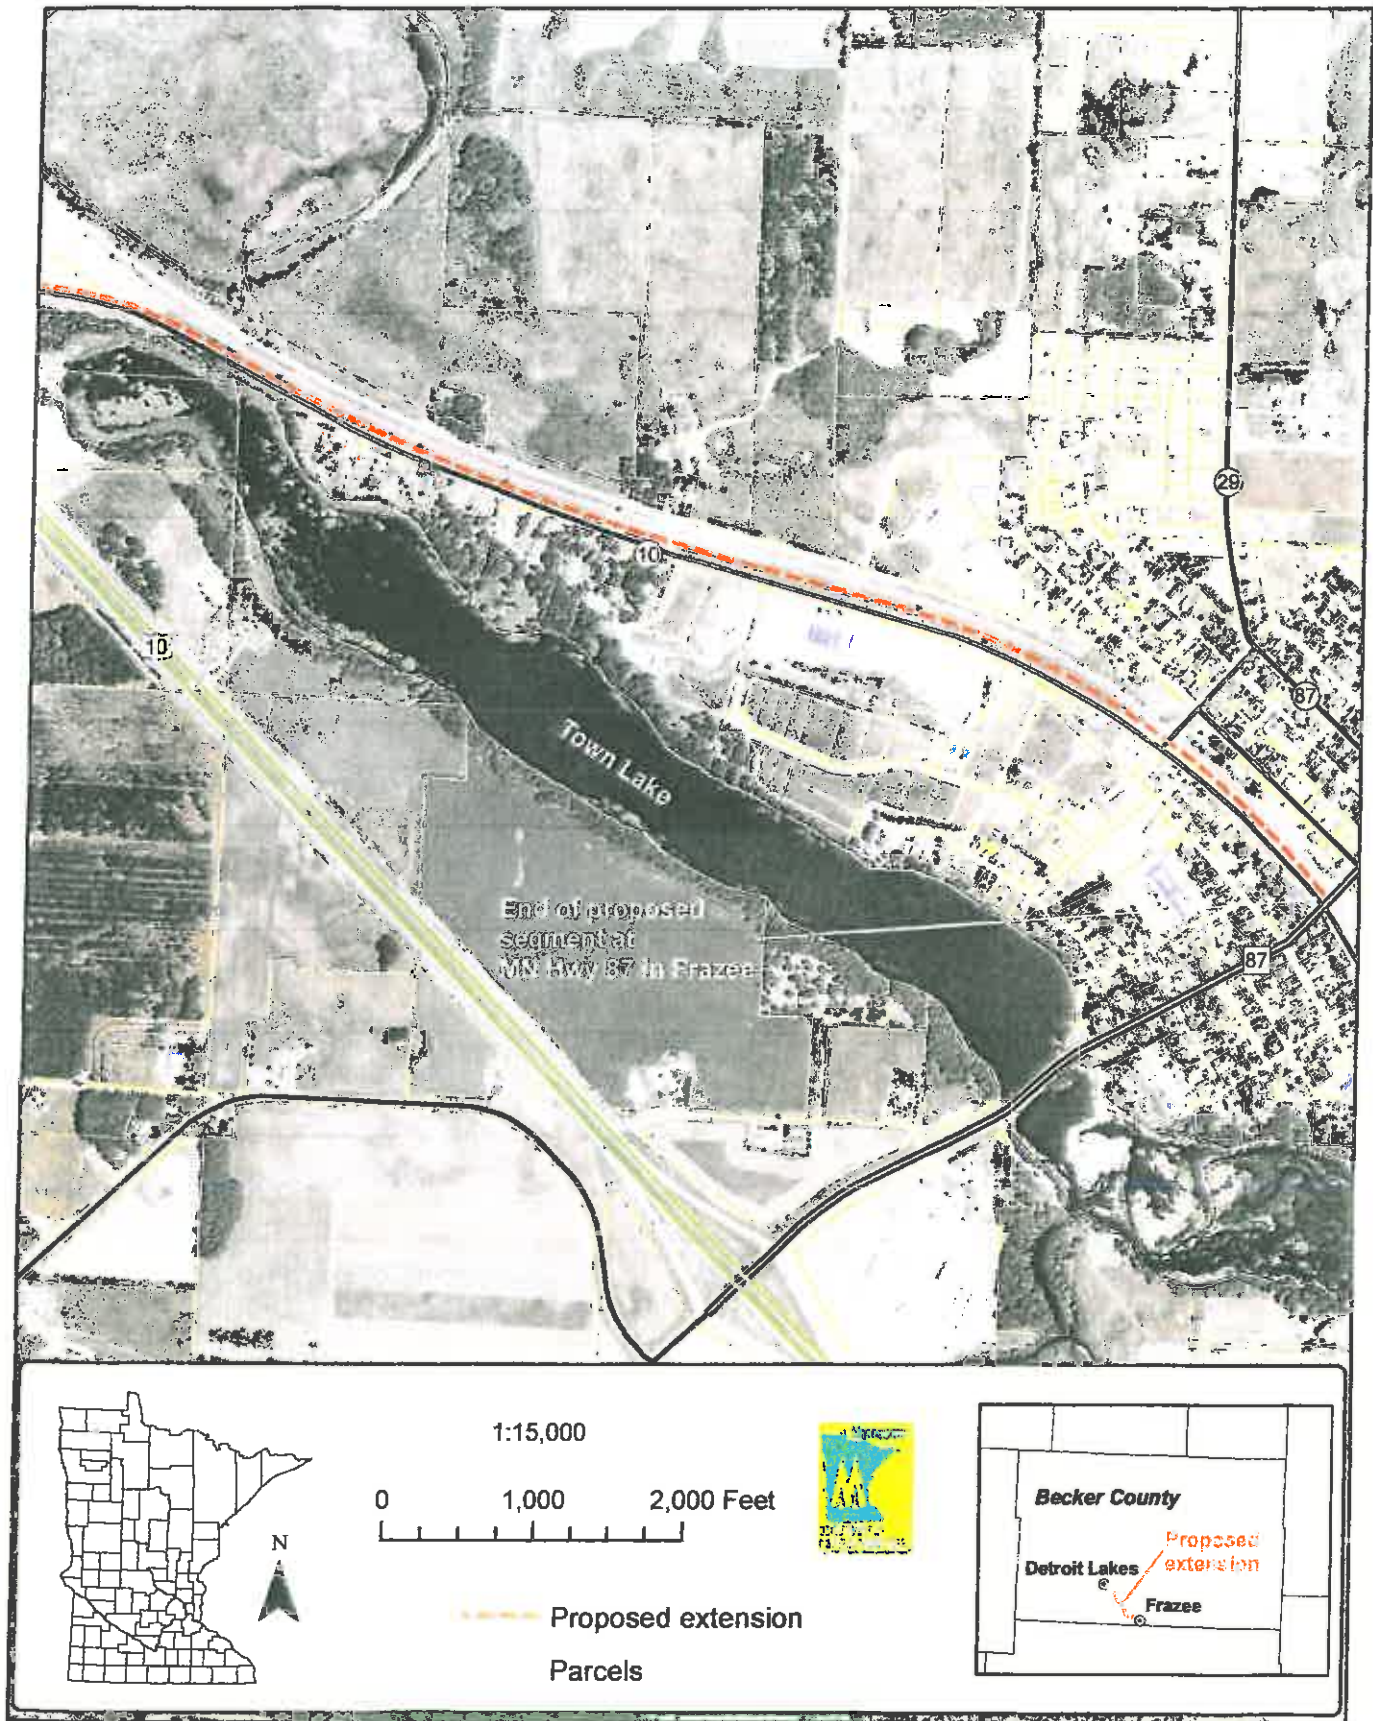 29
10
87
10
Town Lake
End of proposed
segment at
MN Hwy 87 in Frazee
87
1:15,000
0 1,000 2,000 Feet
N
Proposed extension
Parcels
Becker County
Proposed
extension
Detroit Lakes
Frazee